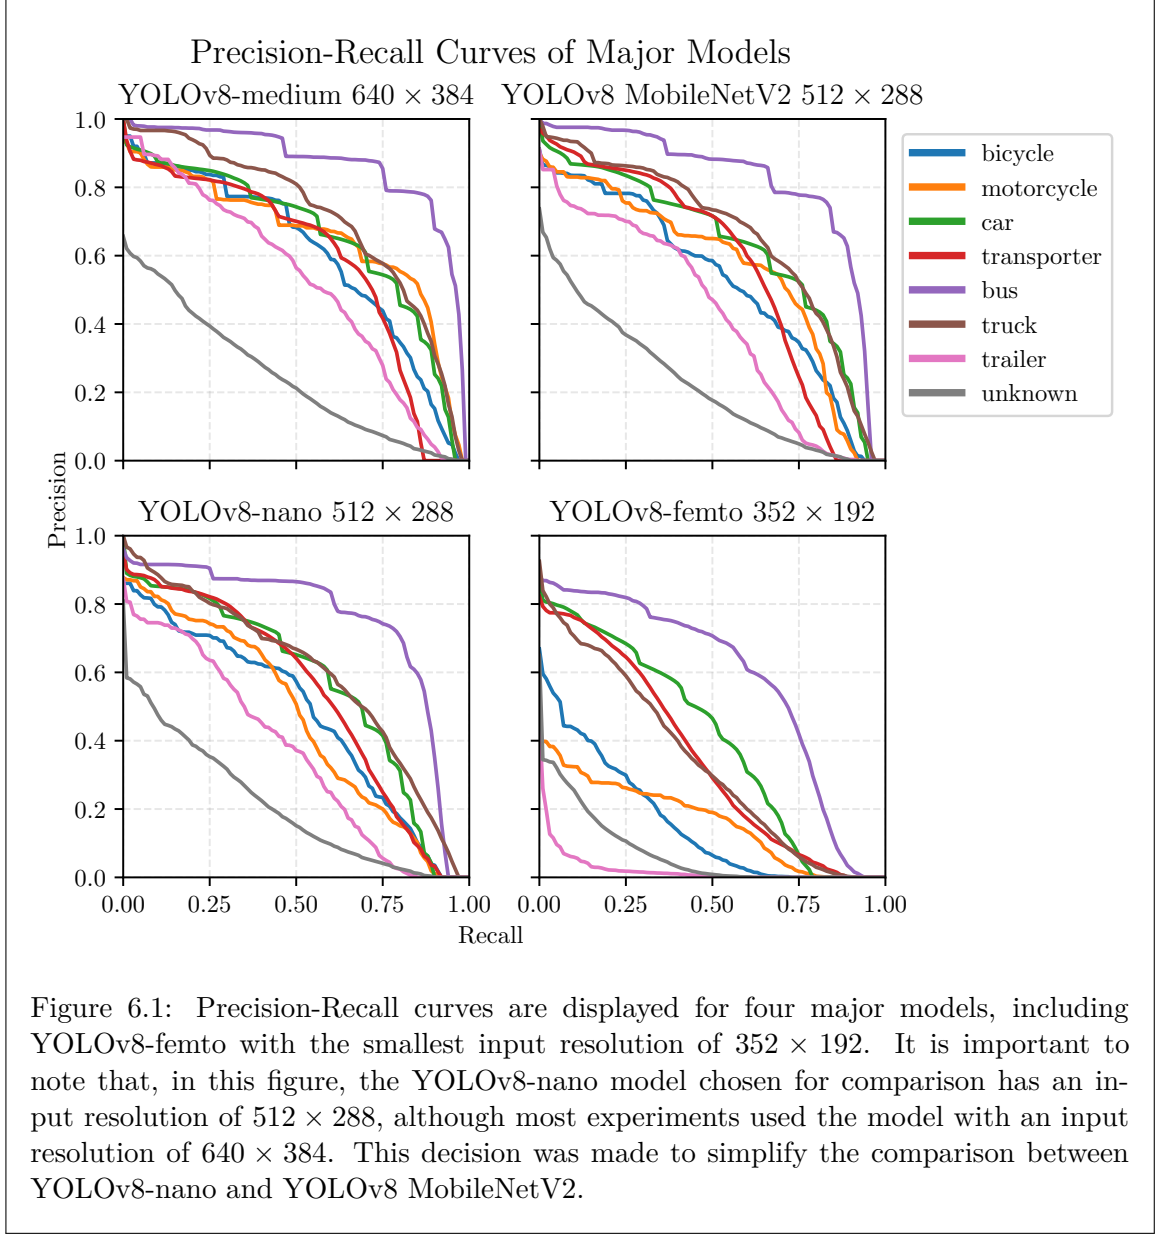 Precision-Recall Curves of Major Models
YOLOv8-medium 640 × 384
YOLOv8 MobileNetV2 512 × 288
1.0
0.8
0.6
0.4
0.2
0.0
bicycle
motorcycle
car
transporter
bus
truck
trailer
unknown
Precision
YOLOv8-nano 512 × 288
YOLOv8-femto 352 × 192
1.0
0.8
0.6
0.4
0.2
0.0
0.00 0.25 0.50 0.75 1.00
0.00 0.25 0.50 0.75 1.00
Recall
Figure 6.1: Precision-Recall curves are displayed for four major models, including
YOLOv8-femto with the smallest input resolution of 352 × 192. It is important to
note that, in this figure, the YOLOv8-nano model chosen for comparison has an in-
put resolution of 512 × 288, although most experiments used the model with an input
resolution of 640 × 384. This decision was made to simplify the comparison between
YOLOv8-nano and YOLOv8 MobileNetV2.